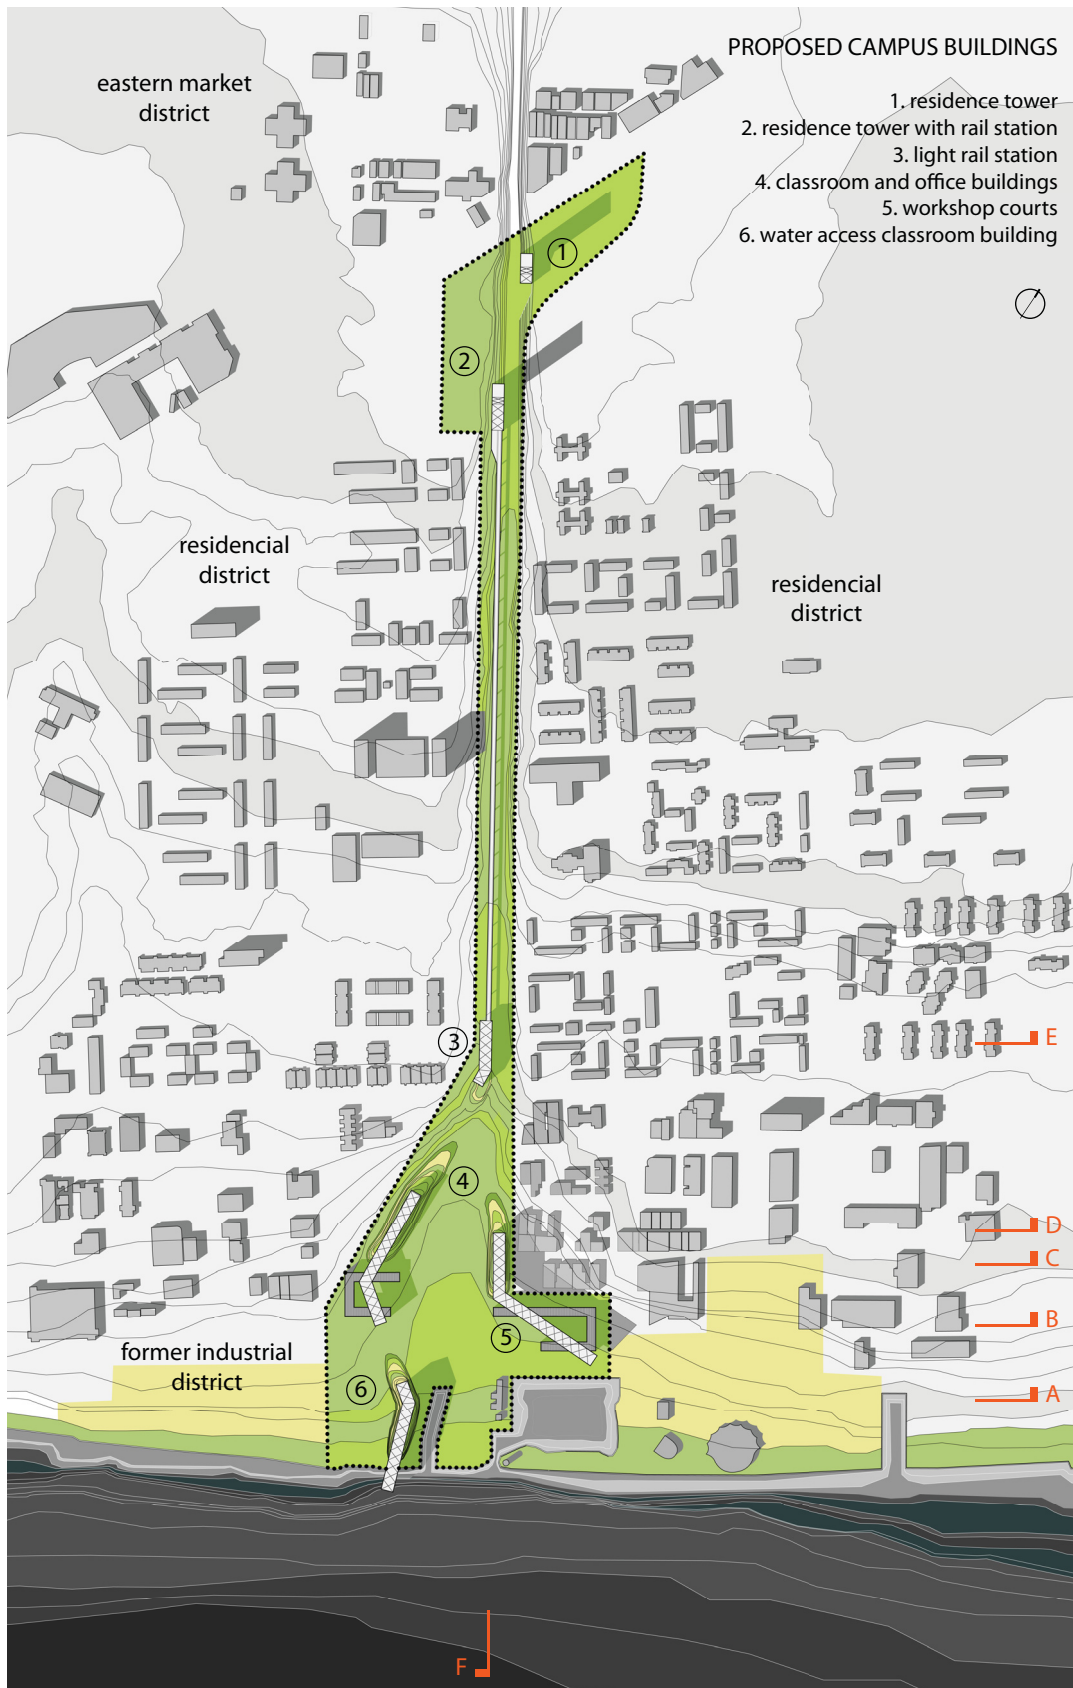 PROPOSED CAMPUS BUILDINGS
1. residence tower
2. residence tower with rail station
3. light rail station
4. classroom and office buildings
5. workshop courts
6. water access classroom building
eastern market
district
1
2
residencial
district
residencial
district
3
E
4
D
C
B
5
former industrial
district
6
A
F